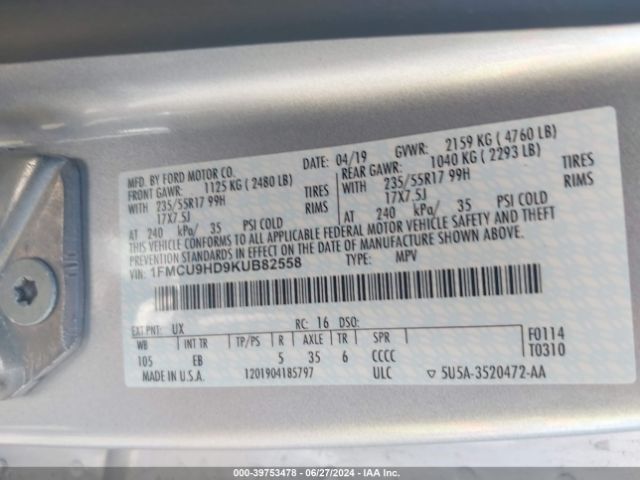 MFD. BY FORD MOTOR CO. DATE: 04/19 GVWR: 2159 KG ( 4760 LB)
FRONT GAWR: 1125 KG ( 2480 LB) REAR GAWR: 1040 KG ( 2293 LB)
WITH 235/55R17 99H TIRES WITH 235/55R17 99H TIRES
17X7.5J RIMS 17X7.5J RIMS
AT 240 kPa/ 35 PSI COLD AT 240 kPa/ 35 PSI COLD
THIS VEHICLE CONFORMS TO ALL APPLICABLE FEDERAL MOTOR VEHICLE SAFETY AND THEFT
PREVENTION STANDARDS IN EFFECT ON THE DATE OF MANUFACTURE SHOWN ABOVE.
VIN: 1FMCU9HD9KUB82558 TYPE: MPV
EXT PNT: UX RC: 16 DSO: F0114
WB INT TR TP/PS R AXLE TR SPR T0310
105 EB 5 35 6 CCCC
MADE IN U.S.A. 1201904185797 ULC ▽ 5U5A-3520472-AA
000-39753478 - 06/27/2024 - IAA Inc.